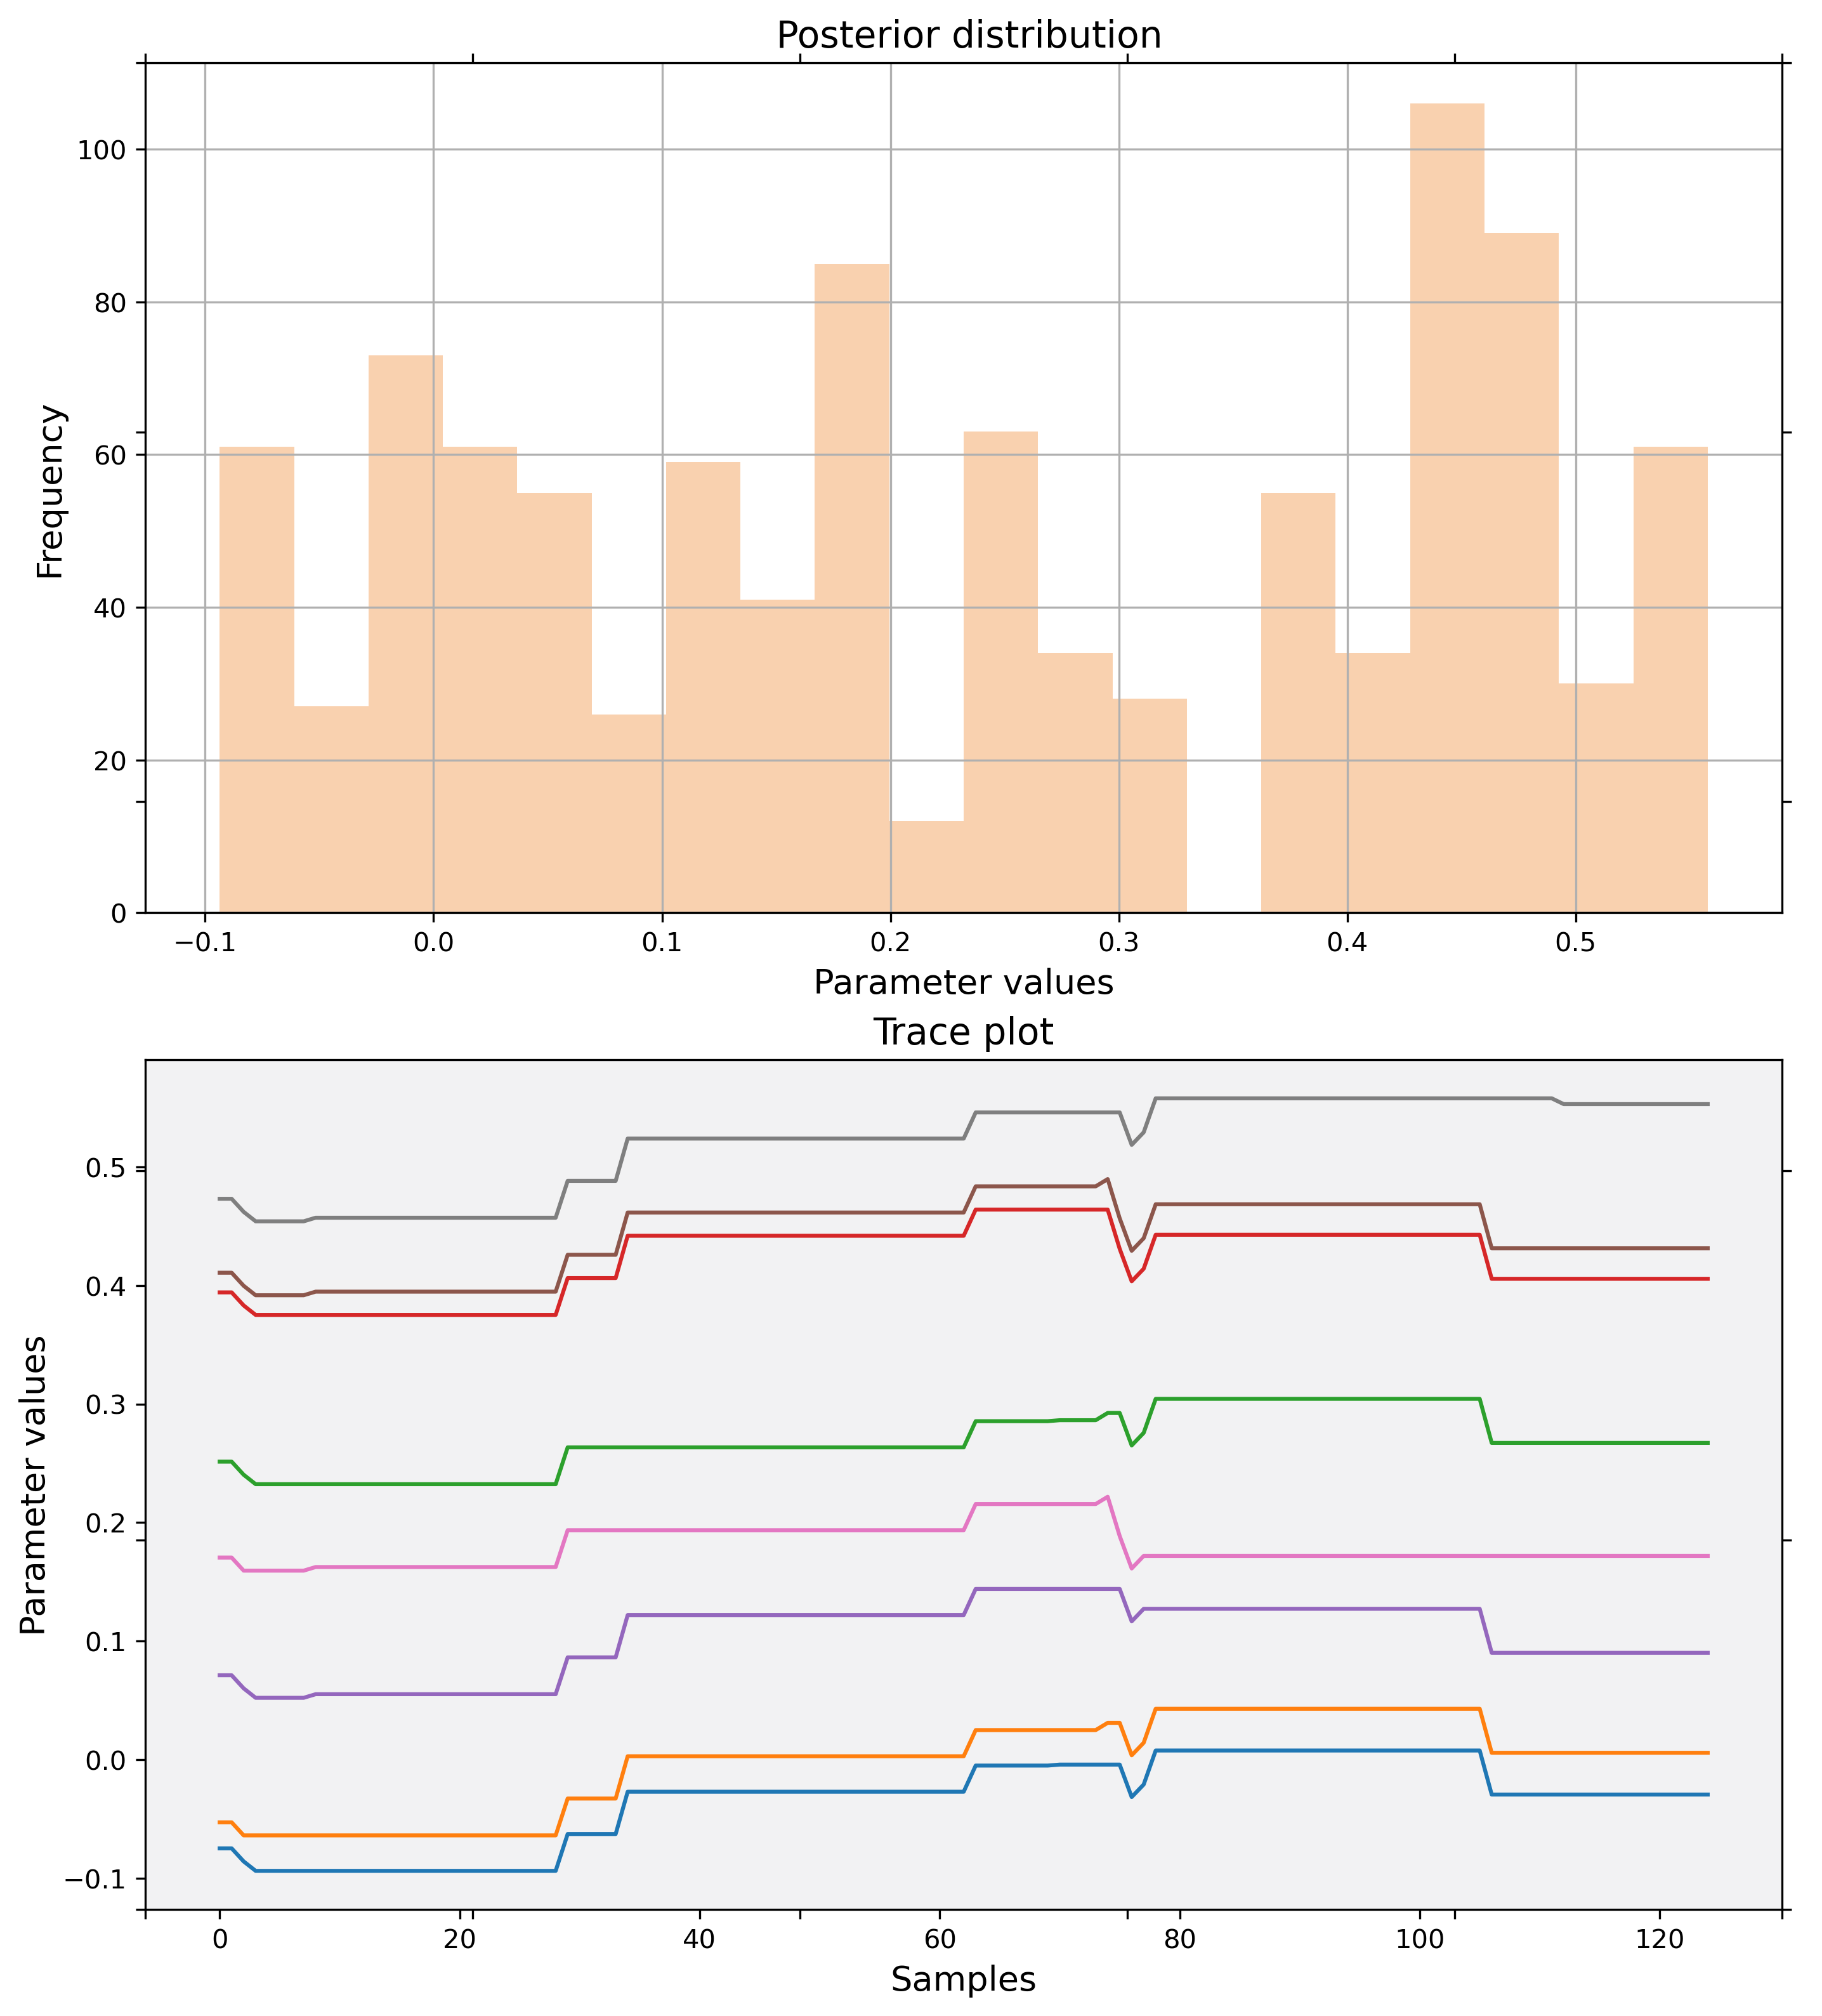 Posterior distribution
100
80
60
40
20
0
Frequency
−0.1 0.0 0.1 0.2 0.3 0.4 0.5
Parameter values
Trace plot
0.5
0.4
0.3
0.2
0.1
0.0
−0.1
Parameter values
0 20 40 60 80 100 120
Samples